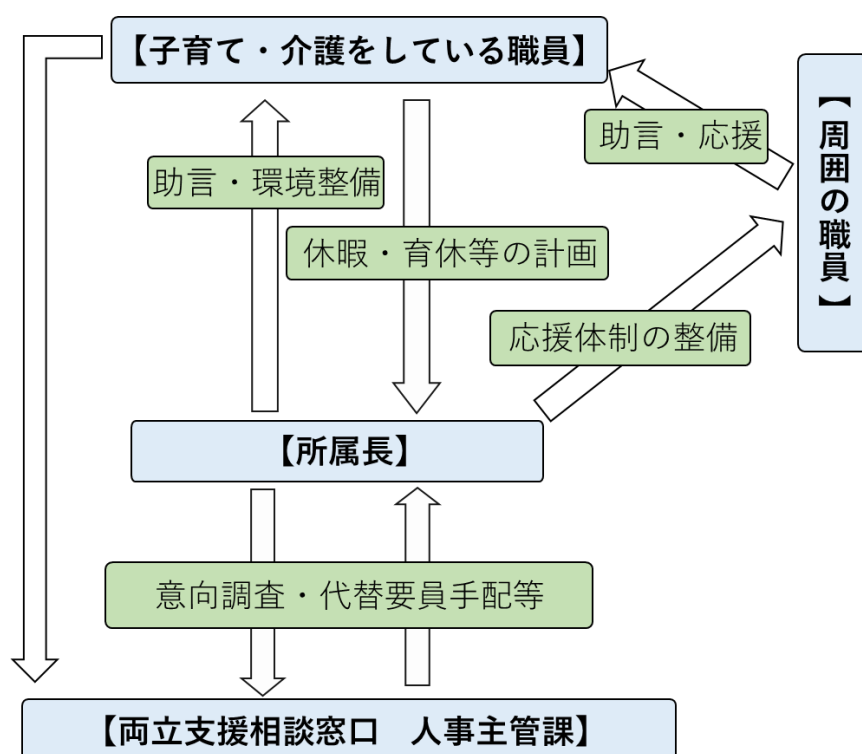 【子育て・介護をしている職員】
助言・応援
【周囲の職員】
助言・環境整備
休暇・育休等の計画
応援体制の整備
【所属長】
意向調査・代替要員手配等
【両立支援相談窓口　人事主管課】